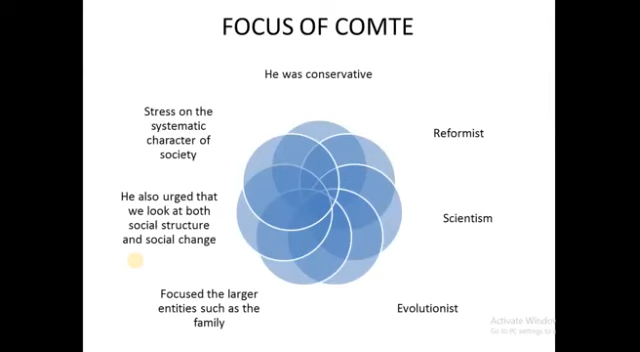 FOCUS OF COMTE
He was conservative
Stress on the
systematic
character of
society
Reformist
He also urged that
we look at both
social structure
and social change
Scientism
Focused the larger
entities such as the
family
Evolutionist
Activate Windo
Go to PC settings to